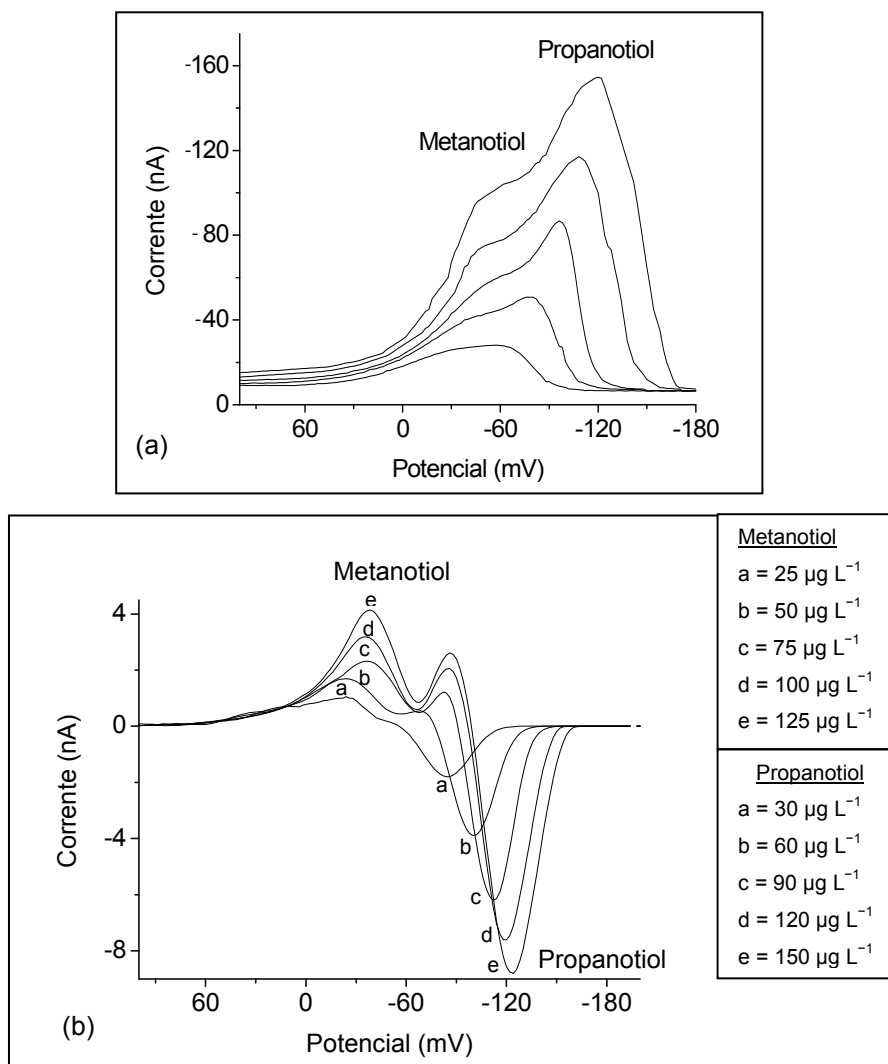 Propanotiol
Metanotiol
-160
-120
-80
-40
0
Corrente (nA)
60 0 -60 -120 -180
(a)
Potencial (mV)
Metanotiol
e
d
c
b
a
4
0
-4
-8
Corrente (nA)
a
b
c
d
e
Propanotiol
60 0 -60 -120 -180
(b)
Potencial (mV)
Metanotiol
a = 25 µg L⁻¹
b = 50 µg L⁻¹
c = 75 µg L⁻¹
d = 100 µg L⁻¹
e = 125 µg L⁻¹
Propanotiol
a = 30 µg L⁻¹
b = 60 µg L⁻¹
c = 90 µg L⁻¹
d = 120 µg L⁻¹
e = 150 µg L⁻¹